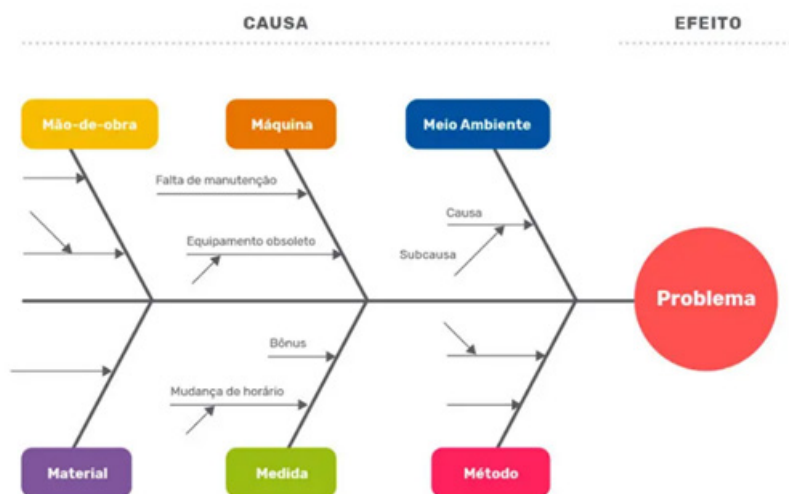 CAUSA
EFEITO
Mão-de-obra
Máquina
Meio Ambiente
Falta de manutenção
Equipamento obsoleto
Causa
Subcausa
Problema
Bônus
Mudança de horário
Material
Medida
Método